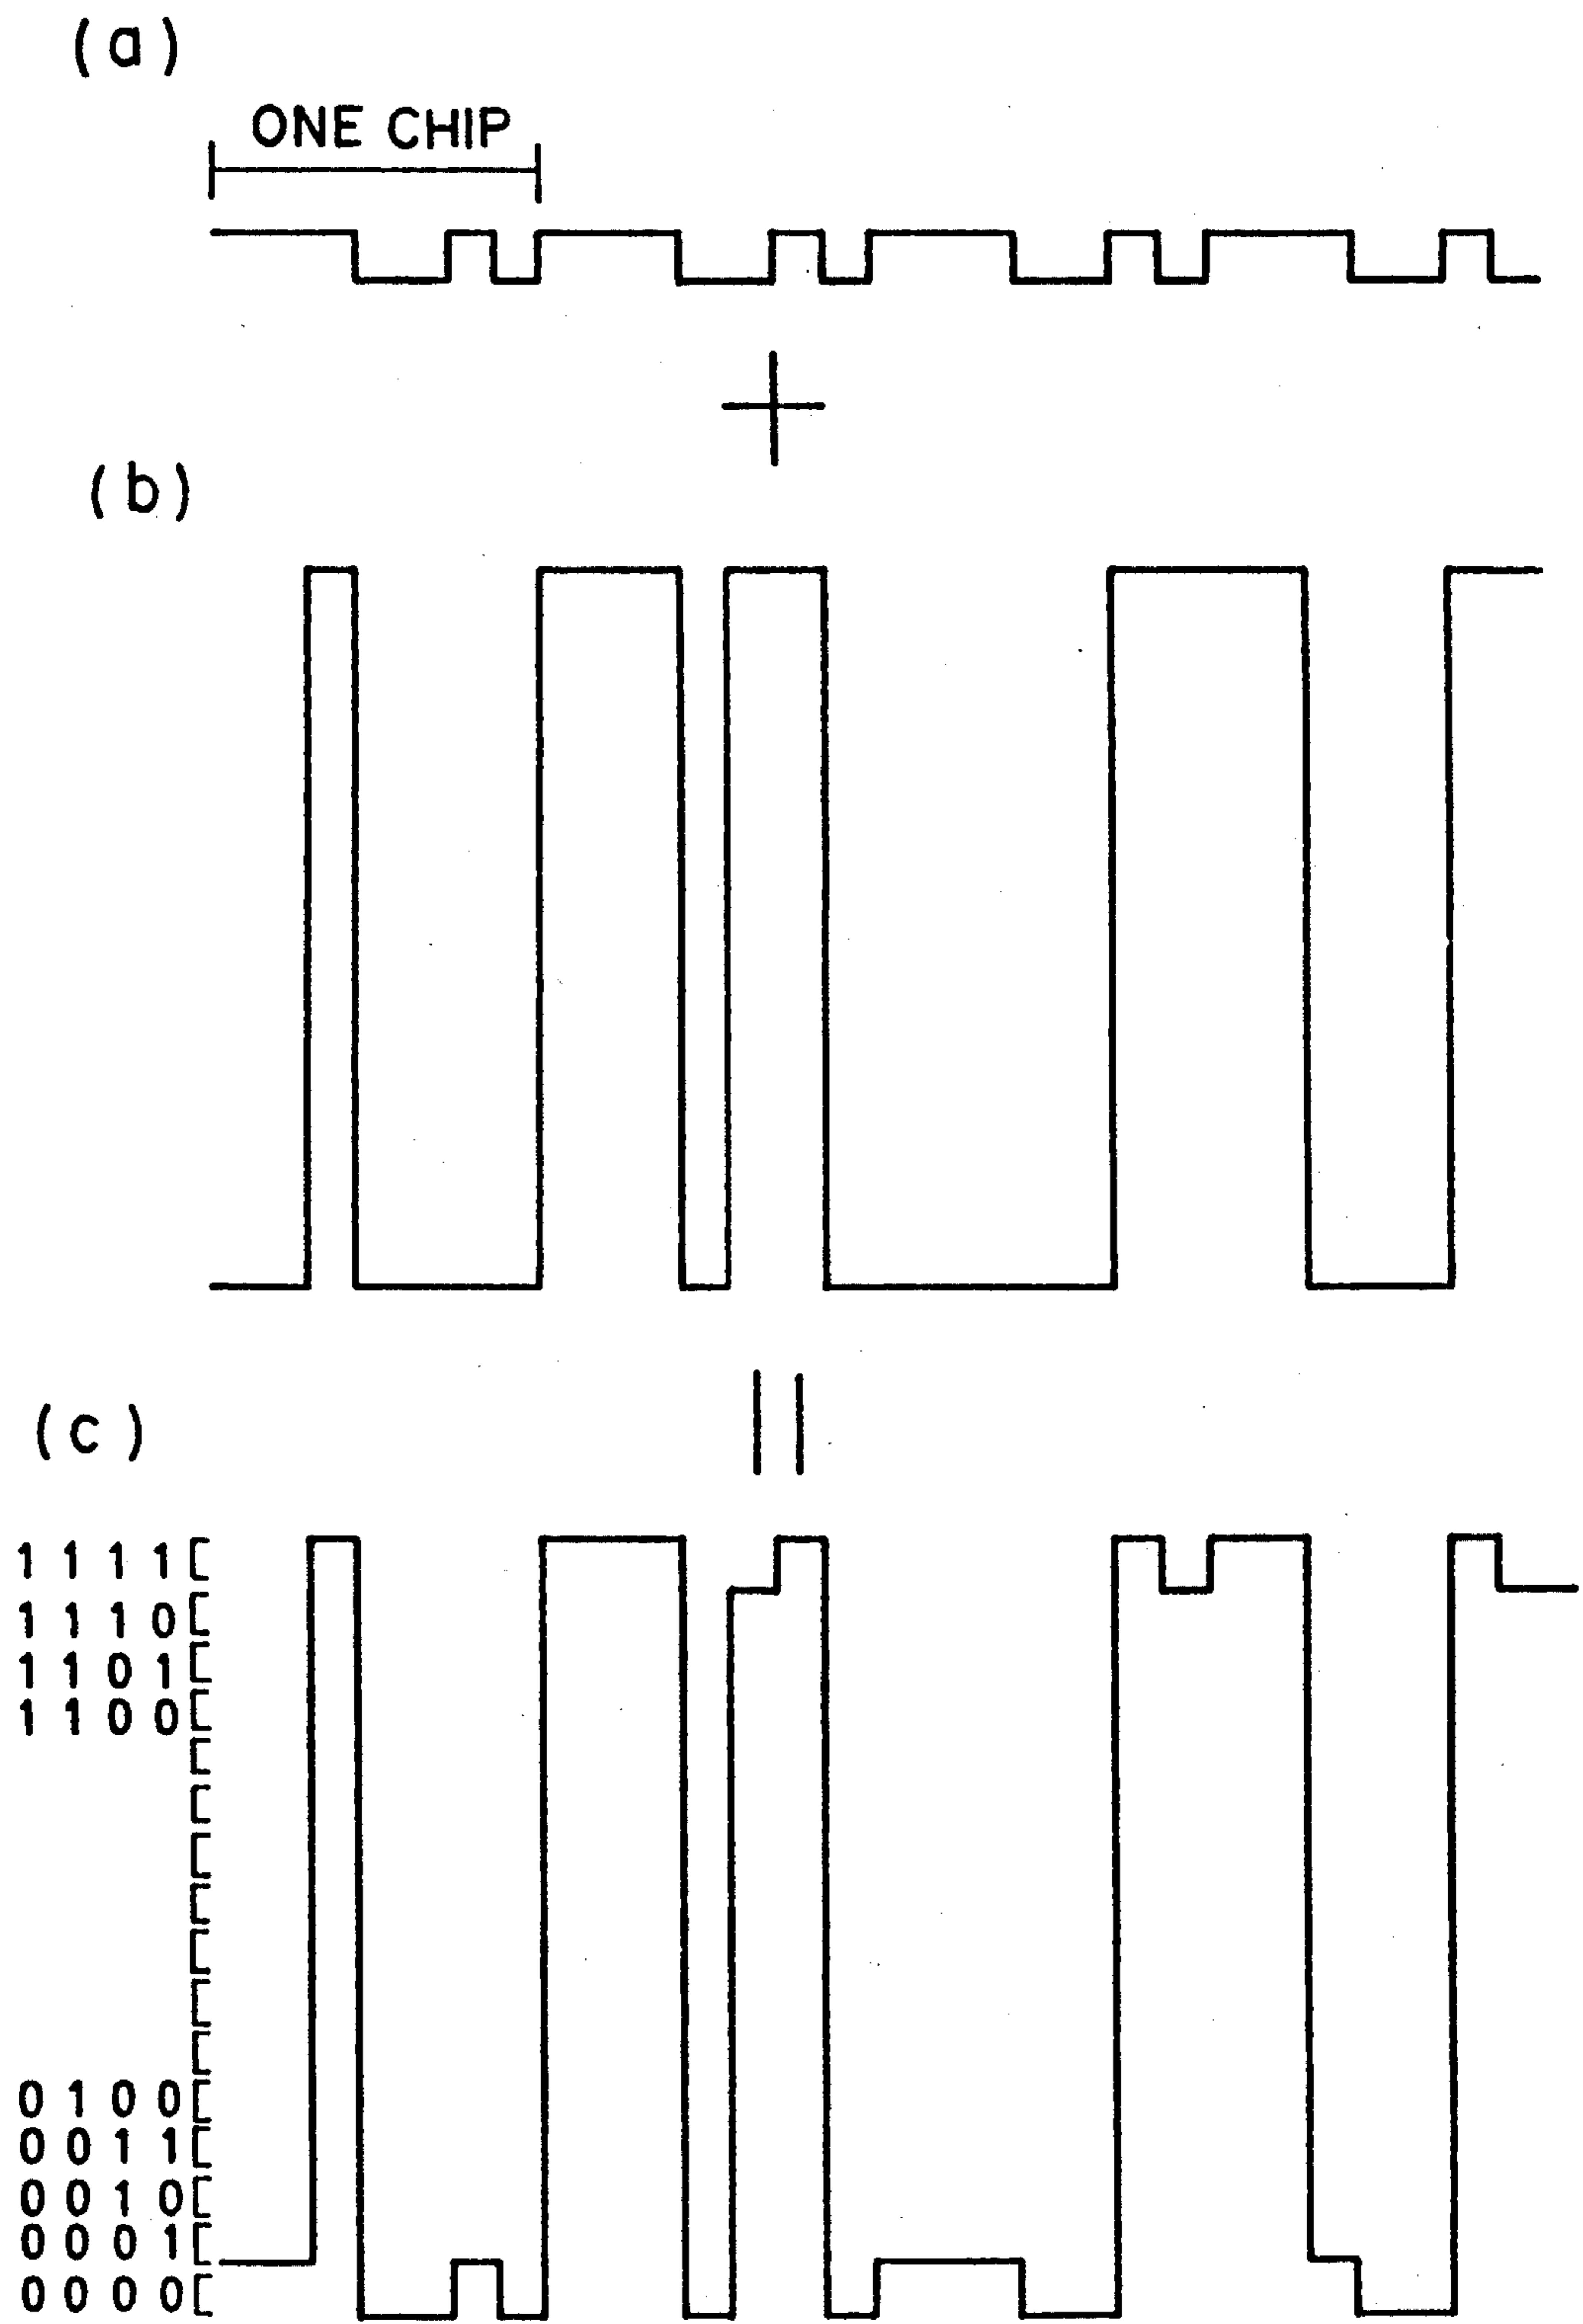 (a)
ONE CHIP
+
(b)
(c)
1 1 1 1
1 1 1 0
1 1 0 1
1 1 0 0
0 1 0 0
0 0 1 1
0 0 1 0
0 0 0 1
0 0 0 0